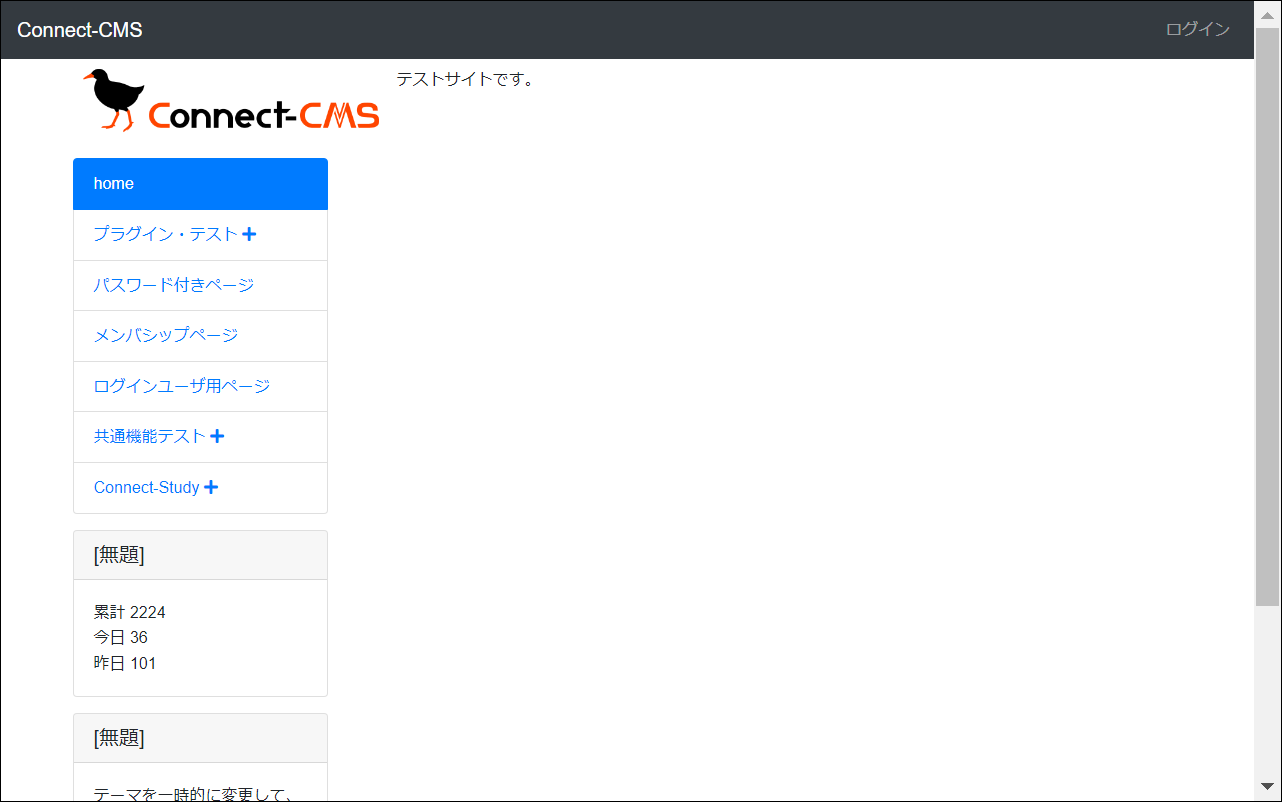 Connect-CMS
ログイン
Connect-CMS
テストサイトです。
home
プラグイン・テスト
パスワード付きページ
メンバシップページ
ログインユーザ用ページ
共通機能テスト
Connect-Study
[無題]
累計 2224
今日 36
昨日 101
[無題]
テーマを一時的に変更して、